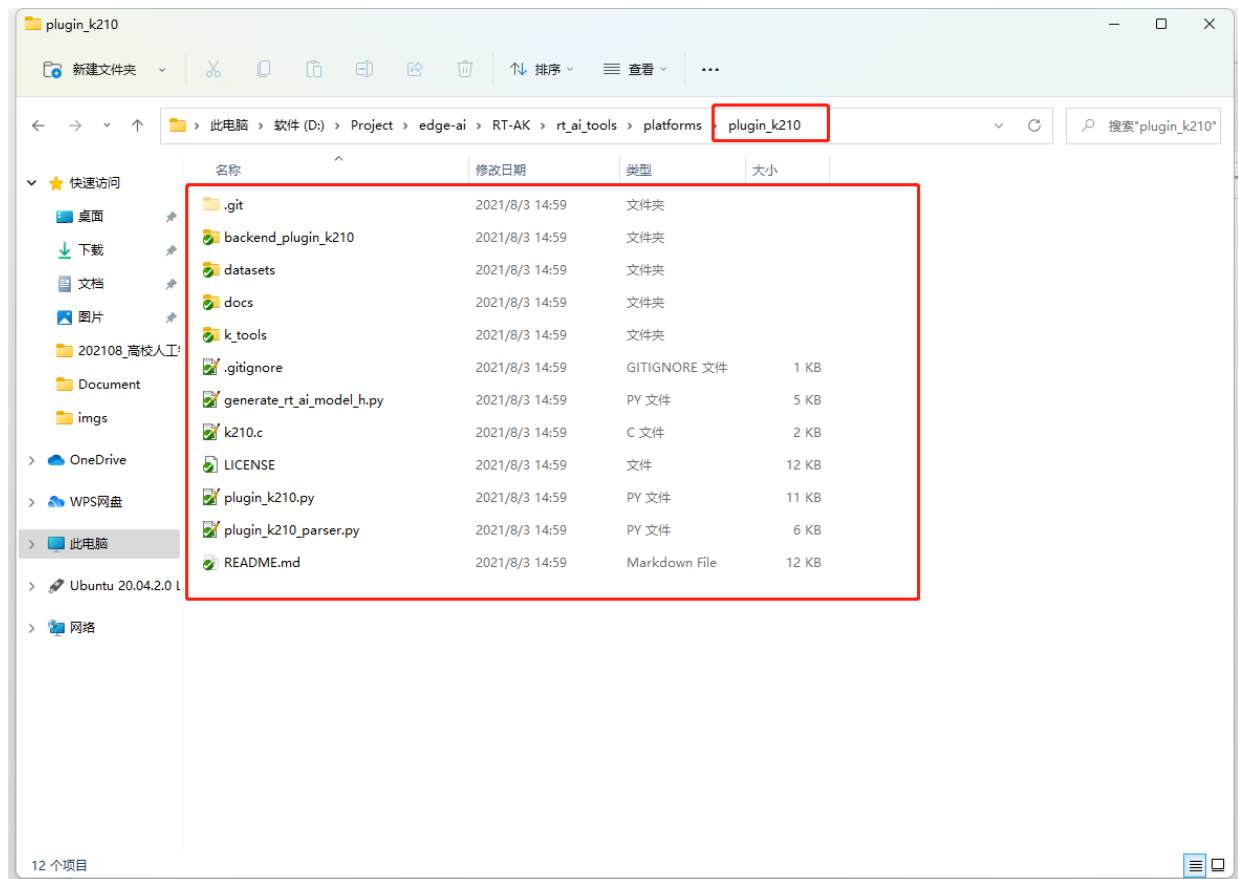 plugin_k210
新建文件夹 排序 查看 ...
此电脑 > 软件 (D:) > Project > edge-ai > RT-AK > rt_ai_tools > platforms > plugin_k210 搜索"plugin_k210"
名称 修改日期 类型 大小
快速访问
桌面
下载
文档
图片
202108_高校人工
Document
imgs
OneDrive
WPS网盘
此电脑
Ubuntu 20.04.2.0 L
网络
.git 2021/8/3 14:59 文件夹
backend_plugin_k210 2021/8/3 14:59 文件夹
datasets 2021/8/3 14:59 文件夹
docs 2021/8/3 14:59 文件夹
k_tools 2021/8/3 14:59 文件夹
.gitignore 2021/8/3 14:59 GITIGNORE 文件 1 KB
generate_rt_ai_model_h.py 2021/8/3 14:59 PY 文件 5 KB
k210.c 2021/8/3 14:59 C 文件 2 KB
LICENSE 2021/8/3 14:59 文件 12 KB
plugin_k210.py 2021/8/3 14:59 PY 文件 11 KB
plugin_k210_parser.py 2021/8/3 14:59 PY 文件 6 KB
README.md 2021/8/3 14:59 Markdown File 12 KB
12 个项目